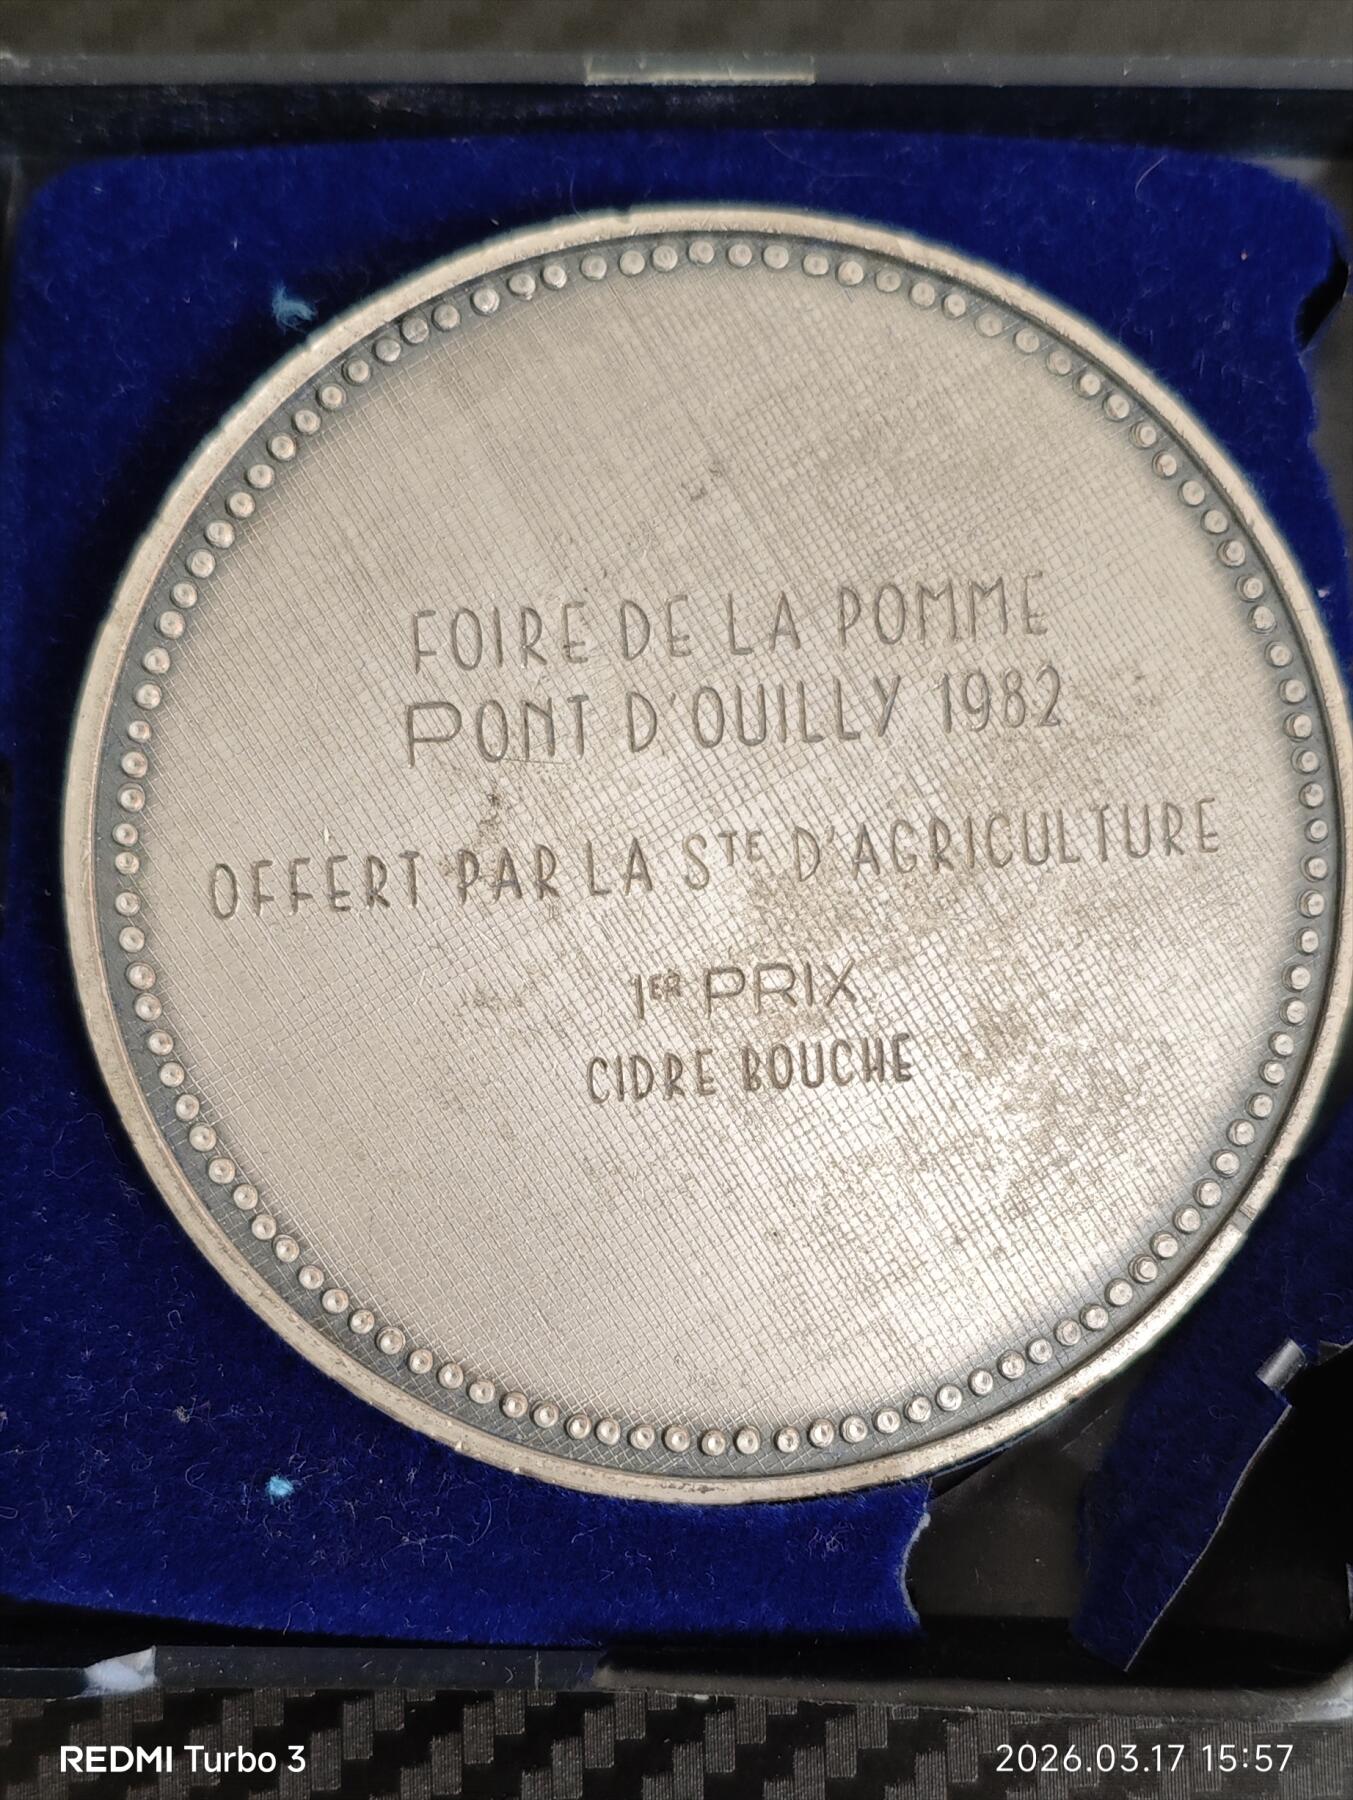 FOIRE DE LA POMME
PONT D'OUILLY 1982
OFFERT PAR LA STE D'AGRICULTURE
1ER PRIX
CIDRE BOUCHE
REDMI Turbo 3
2026.03.17 15:57